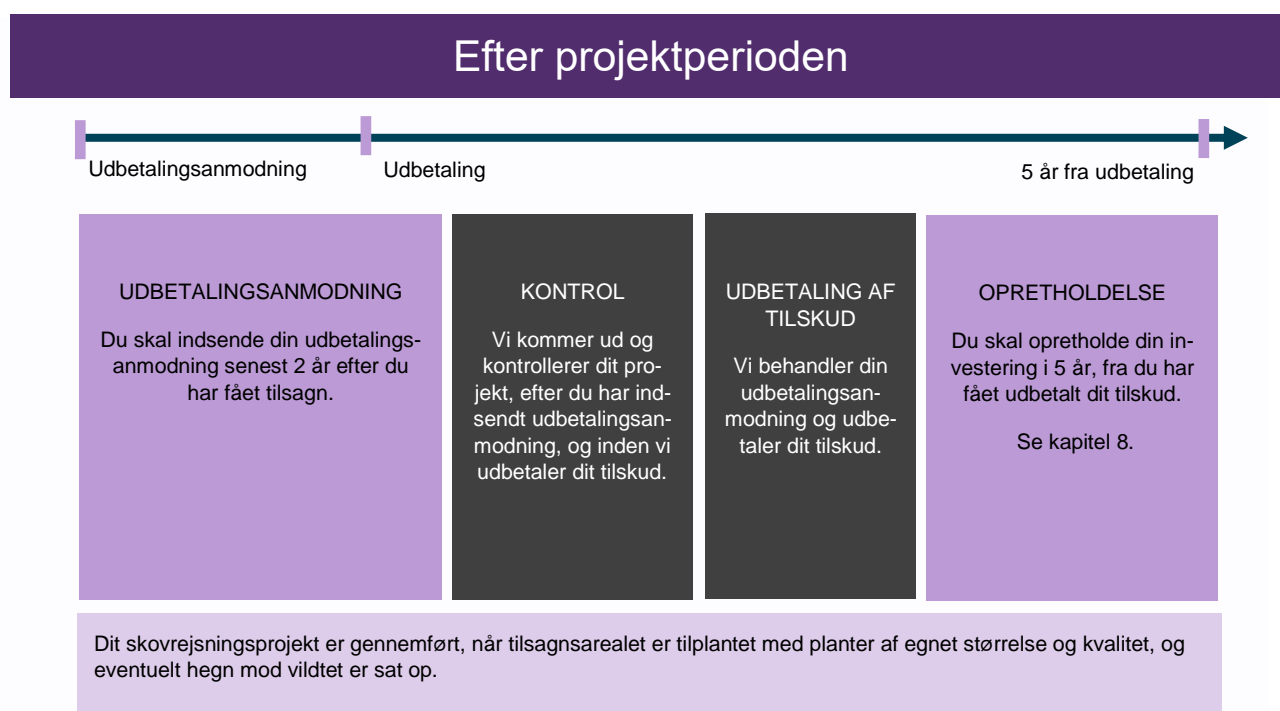 Efter projektperioden
Udbetalingsanmodning
Udbetaling
5 år fra udbetaling
UDBETALINGSANMODNING
Du skal indsende din udbetalings-
anmodning senest 2 år efter du
har fået tilsagn.
KONTROL
Vi kommer ud og
kontrollerer dit pro-
jekt, efter du har ind-
sendt udbetalingsan-
modning, og inden vi
udbetaler dit tilskud.
UDBETALING AF
TILSKUD
Vi behandler din
udbetalingsan-
modning og udbe-
taler dit tilskud.
OPRETHOLDELSE
Du skal opretholde din in-
vestering i 5 år, fra du har
fået udbetalt dit tilskud.
Se kapitel 8.
Dit skovrejsningsprojekt er gennemført, når tilsagnsarealet er tilplantet med planter af egnet størrelse og kvalitet, og
eventuelt hegn mod vildtet er sat op.